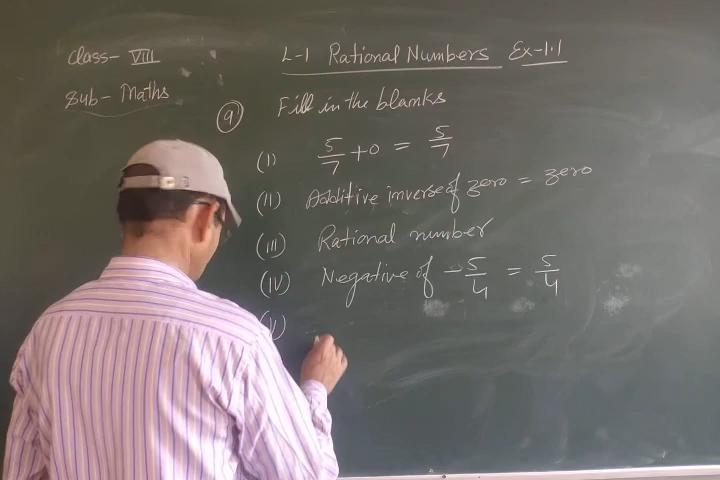 Class- VIII
Sub- Maths
L-1 Rational Numbers Ex-1.1
9 Fill in the blanks
(I) 5/7 + 0 = 5/7
(II) Additive inverse of zero = zero
(III) Rational number
(IV) Negative of -5/4 = 5/4
(V)